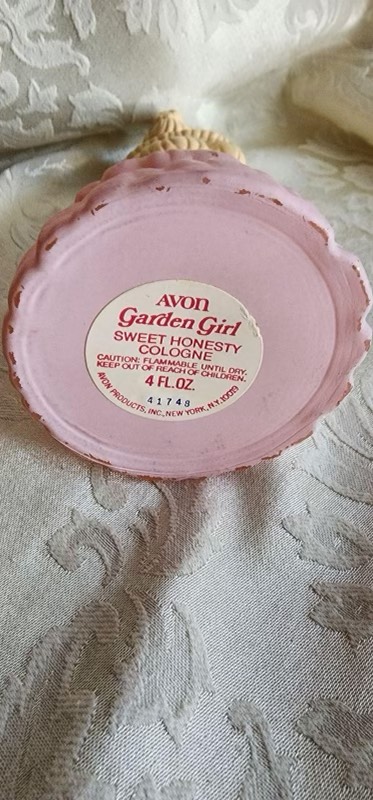 AVON
Garden Girl
SWEET HONESTY
COLOGNE
CAUTION: FLAMMABLE UNTIL DRY.
KEEP OUT OF REACH OF CHILDREN.
4 FL. OZ.
41748
AVON PRODUCTS, INC., NEW YORK, N.Y. 10019